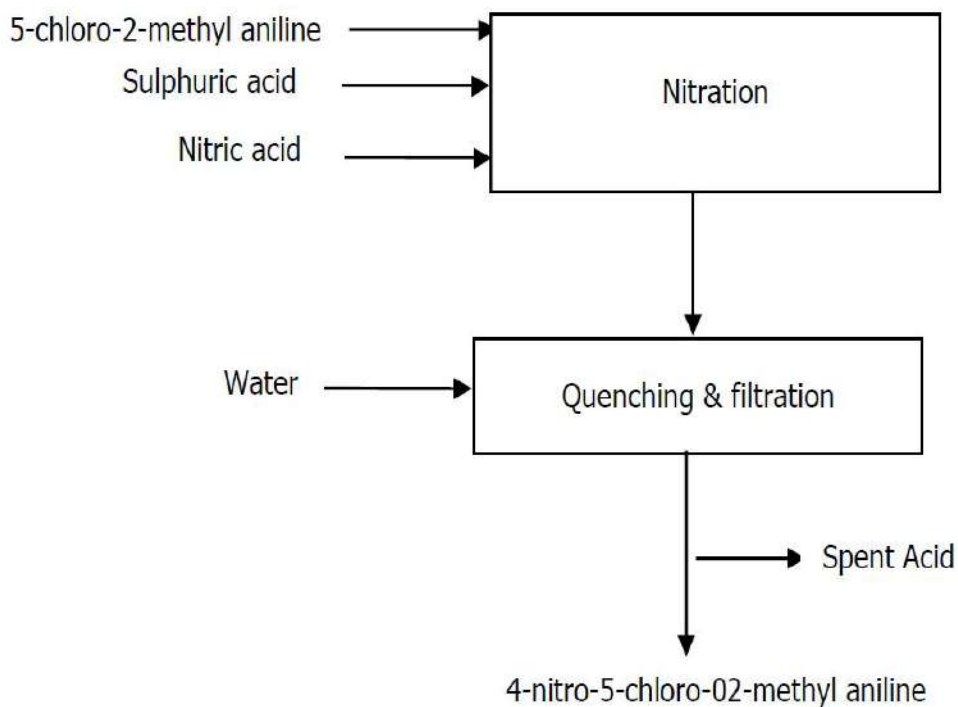 5-chloro-2-methyl aniline
Sulphuric acid
Nitric acid
Nitration
Water
Quenching & filtration
Spent Acid
4-nitro-5-chloro-02-methyl aniline